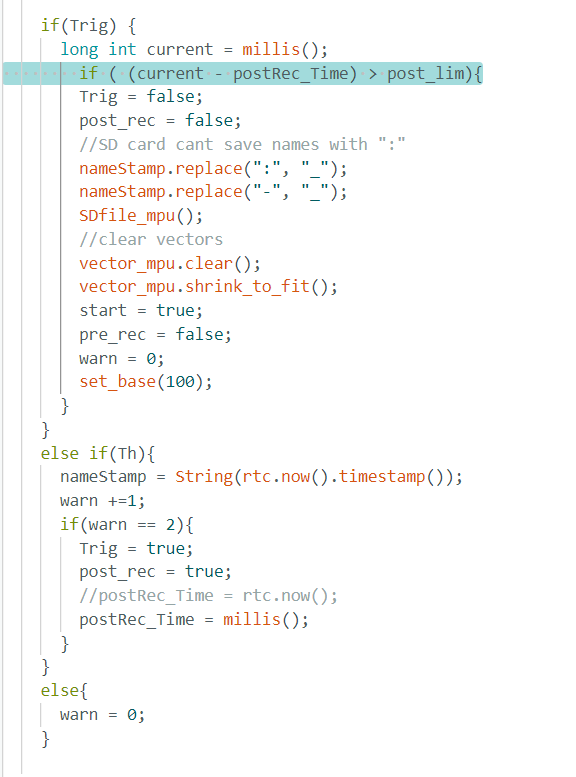 if(Trig) {
long int current = millis();
if ( (current - postRec_Time) > post_lim){
Trig = false;
post_rec = false;
//SD card cant save names with ":"
nameStamp.replace(":", "_");
nameStamp.replace("-", "_");
SDfile_mpu();
//clear vectors
vector_mpu.clear();
vector_mpu.shrink_to_fit();
start = true;
pre_rec = false;
warn = 0;
set_base(100);
}
}
else if(Th){
nameStamp = String(rtc.now().timestamp());
warn +=1;
if(warn == 2){
Trig = true;
post_rec = true;
//postRec_Time = rtc.now();
postRec_Time = millis();
}
}
else{
warn = 0;
}